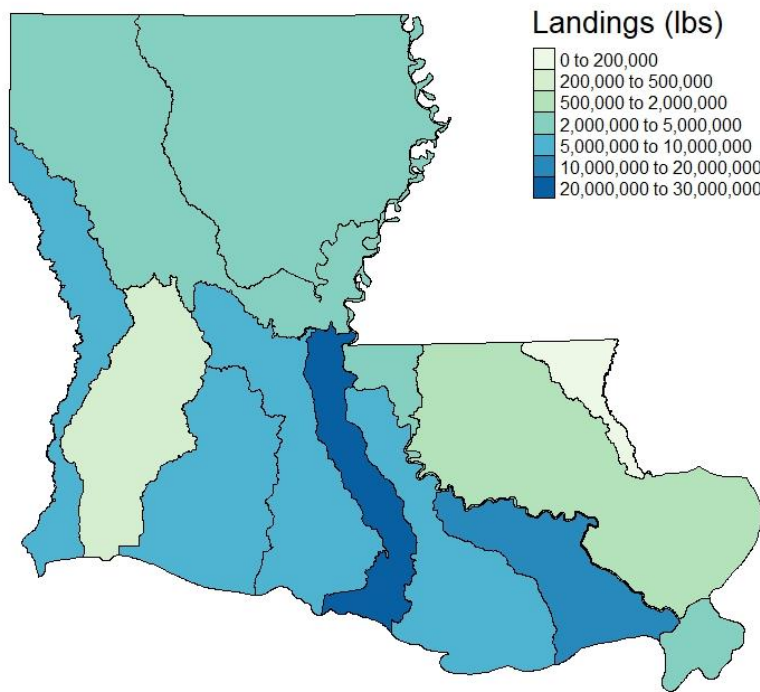 Landings (lbs)
0 to 200,000
200,000 to 500,000
500,000 to 2,000,000
2,000,000 to 5,000,000
5,000,000 to 10,000,000
10,000,000 to 20,000,000
20,000,000 to 30,000,000